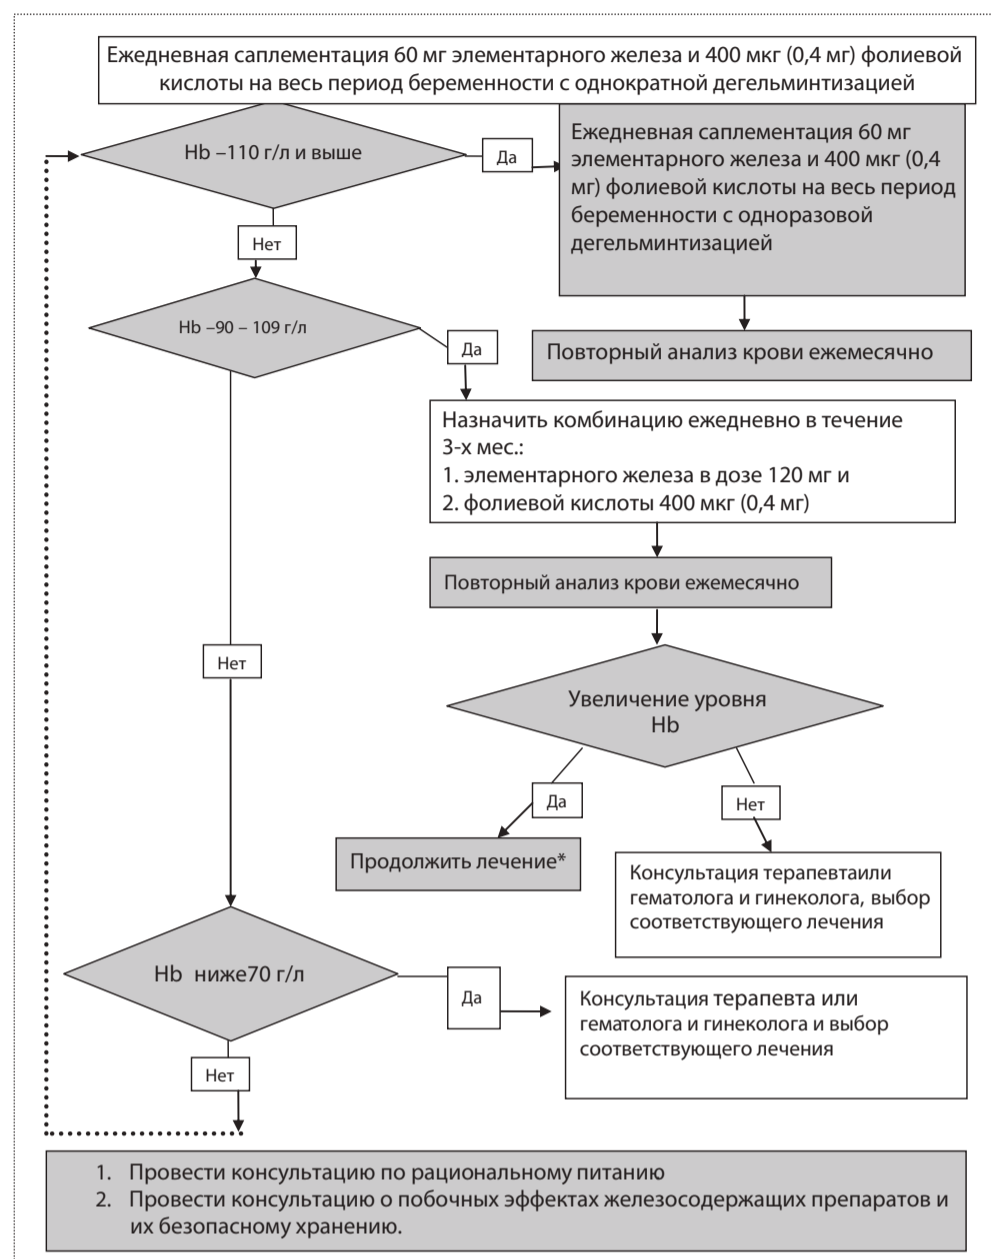 Ежедневная саплементация 60 мг элементарного железа и 400 мкг (0,4 мг) фолиевой
кислоты на весь период беременности с однократной дегельминтизацией
Hb –110 г/л и выше
Да
Ежедневная саплементация 60 мг
элементарного железа и 400 мкг (0,4
мг) фолиевой кислоты на весь период
беременности с одноразовой
дегельминтизацией
Нет
Hb –90 – 109 г/л
Да
Повторный анализ крови ежемесячно
Назначить комбинацию ежедневно в течение
3-х мес.:
1. элементарного железа в дозе 120 мг и
2. фолиевой кислоты 400 мкг (0,4 мг)
Повторный анализ крови ежемесячно
Нет
Увеличение уровня
Hb
Да
Нет
Продолжить лечение*
Консультация терапевтаили
гематолога и гинеколога, выбор
соответствующего лечения
Hb ниже70 г/л
Да
Консультация терапевта или
гематолога и гинеколога и выбор
соответствующего лечения
Нет
1. Провести консультацию по рациональному питанию
2. Провести консультацию о побочных эффектах железосодержащих препаратов и
их безопасному хранению.